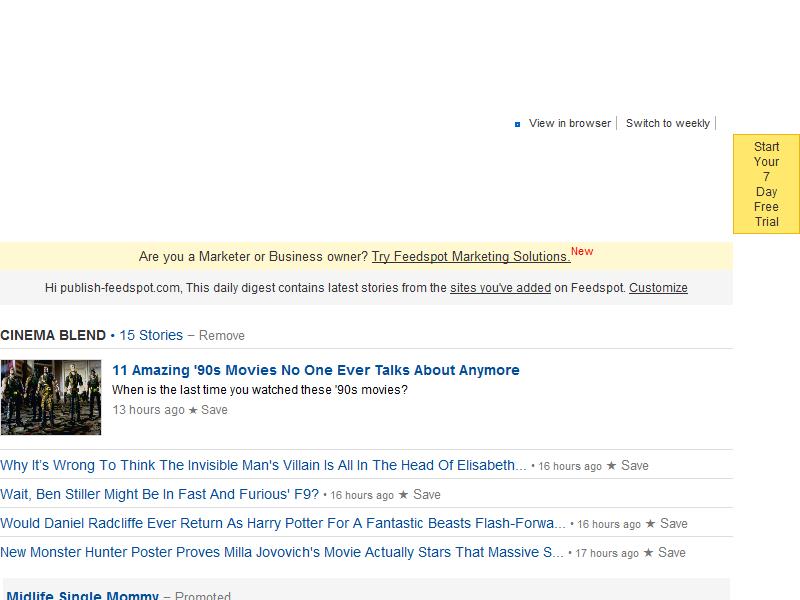 View in browser Switch to weekly
Start
Your
7
Day
Free
Trial
Are you a Marketer or Business owner? Try Feedspot Marketing Solutions. New
Hi publish-feedspot.com, This daily digest contains latest stories from the sites you've added on Feedspot. Customize
CINEMA BLEND • 15 Stories – Remove
11 Amazing '90s Movies No One Ever Talks About Anymore
When is the last time you watched these '90s movies?
13 hours ago ★ Save
Why It’s Wrong To Think The Invisible Man's Villain Is All In The Head Of Elisabeth... • 16 hours ago ★ Save
Wait, Ben Stiller Might Be In Fast And Furious' F9? • 16 hours ago ★ Save
Would Daniel Radcliffe Ever Return As Harry Potter For A Fantastic Beasts Flash-Forwa... • 16 hours ago ★ Save
New Monster Hunter Poster Proves Milla Jovovich's Movie Actually Stars That Massive S... • 17 hours ago ★ Save
Midlife Single Mommy – Promoted